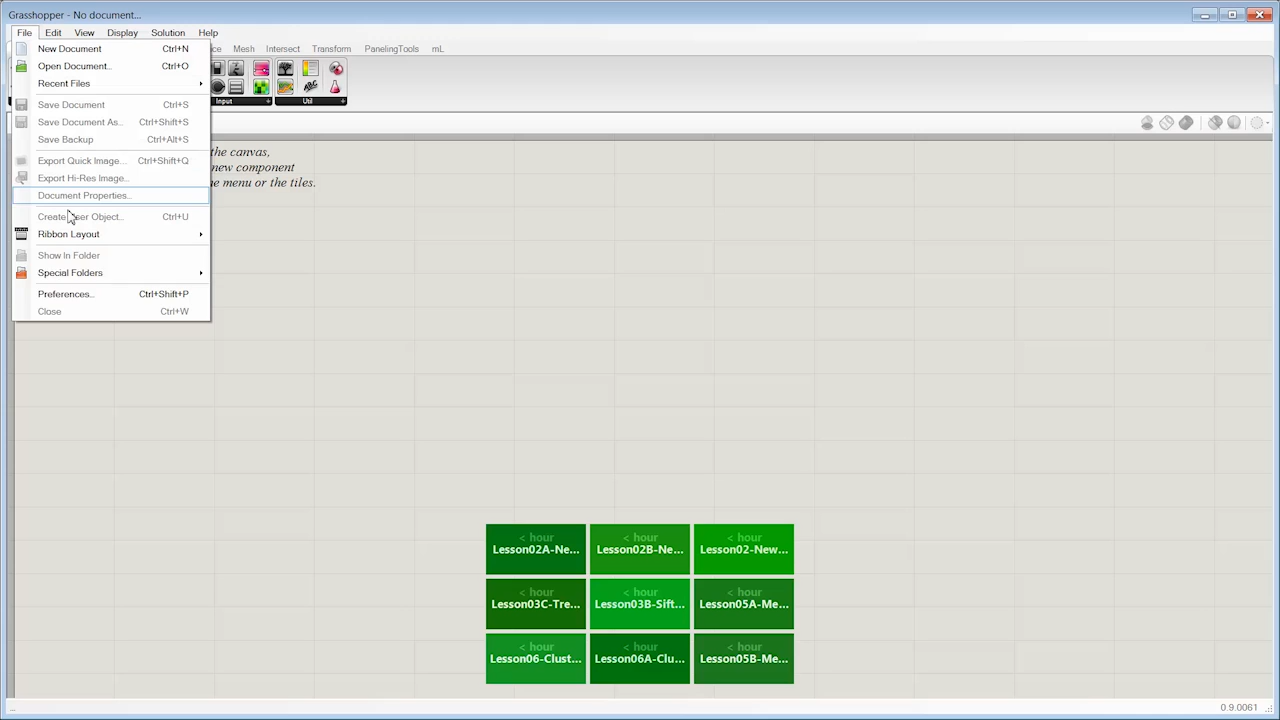 Grasshopper - No document...
File Edit View Display Solution Help
New Document Ctrl+N
Open Document.. Ctrl+O
Recent Files
Save Document Ctrl+S
Save Document As.. Ctrl+Shift+S
Save Backup Ctrl+Alt+S
Export Quick Image... Ctrl+Shift+Q
Export Hi-Res Image..
Document Properties..
Create User Object.. Ctrl+U
Ribbon Layout
Show In Folder
Special Folders
Preferences.. Ctrl+Shift+P
Close Ctrl+W
Mesh Intersect Transform PanelingTools mL
Input Util
the canvas,
new component
menu or the tiles.
< hour
Lesson02A-Ne...
< hour
Lesson02B-Ne...
< hour
Lesson02-New...
< hour
Lesson03C-Tre...
< hour
Lesson03B-Sift...
< hour
Lesson05A-Me...
< hour
Lesson06-Clust...
< hour
Lesson06A-Clu...
< hour
Lesson05B-Me...
0.9.0061